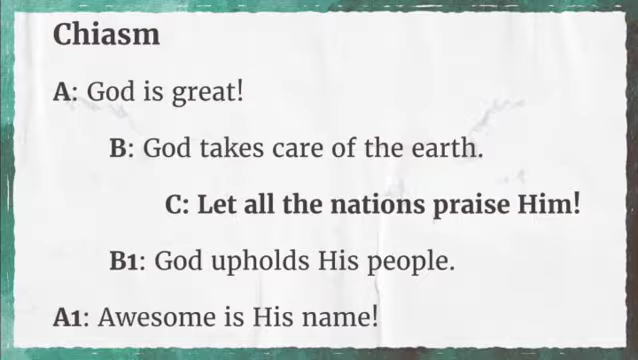 Chiasm
A: God is great!
B: God takes care of the earth.
C: Let all the nations praise Him!
B1: God upholds His people.
A1: Awesome is His name!